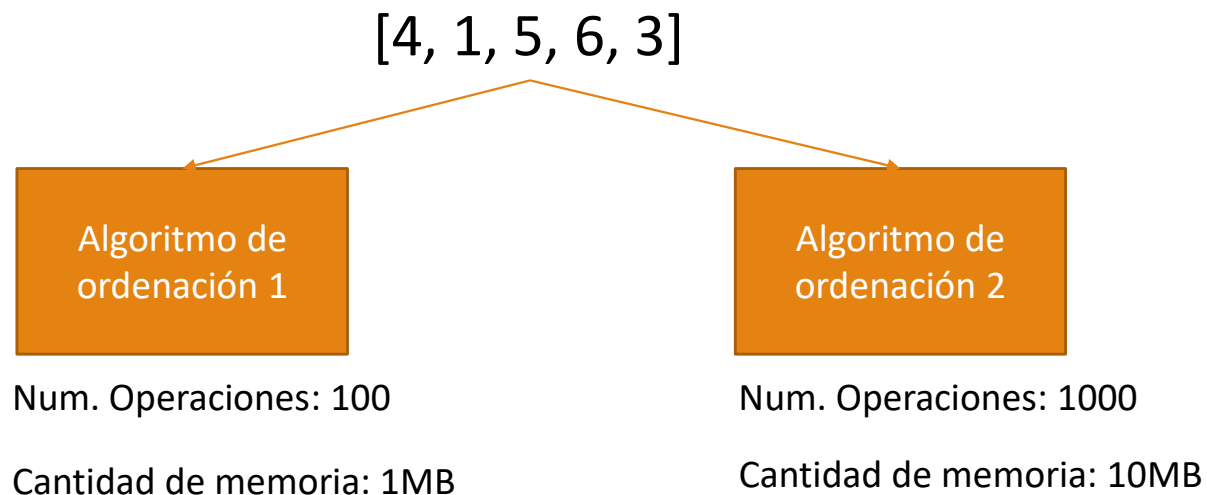 [4, 1, 5, 6, 3]
Algoritmo de
ordenación 1
Algoritmo de
ordenación 2
Num. Operaciones: 100
Num. Operaciones: 1000
Cantidad de memoria: 1MB
Cantidad de memoria: 10MB